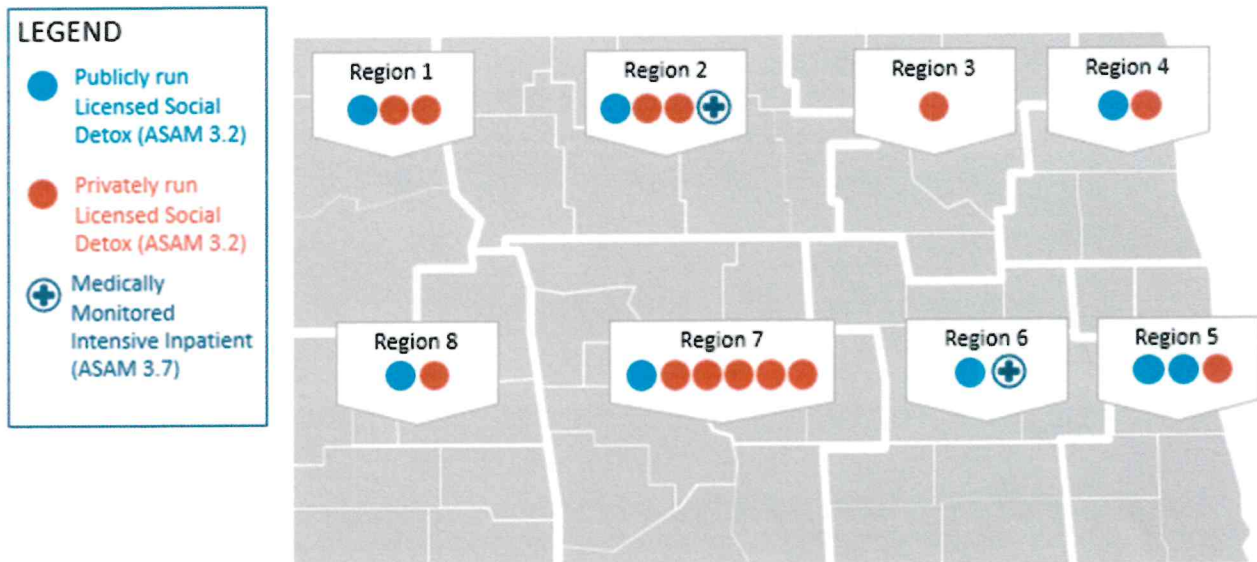 LEGEND
Publicly run
Licensed Social
Detox (ASAM 3.2)
Privately run
Licensed Social
Detox (ASAM 3.2)
Medically
Monitored
Intensive Inpatient
(ASAM 3.7)
Region 1
Region 2
Region 3
Region 4
Region 8
Region 7
Region 6
Region 5